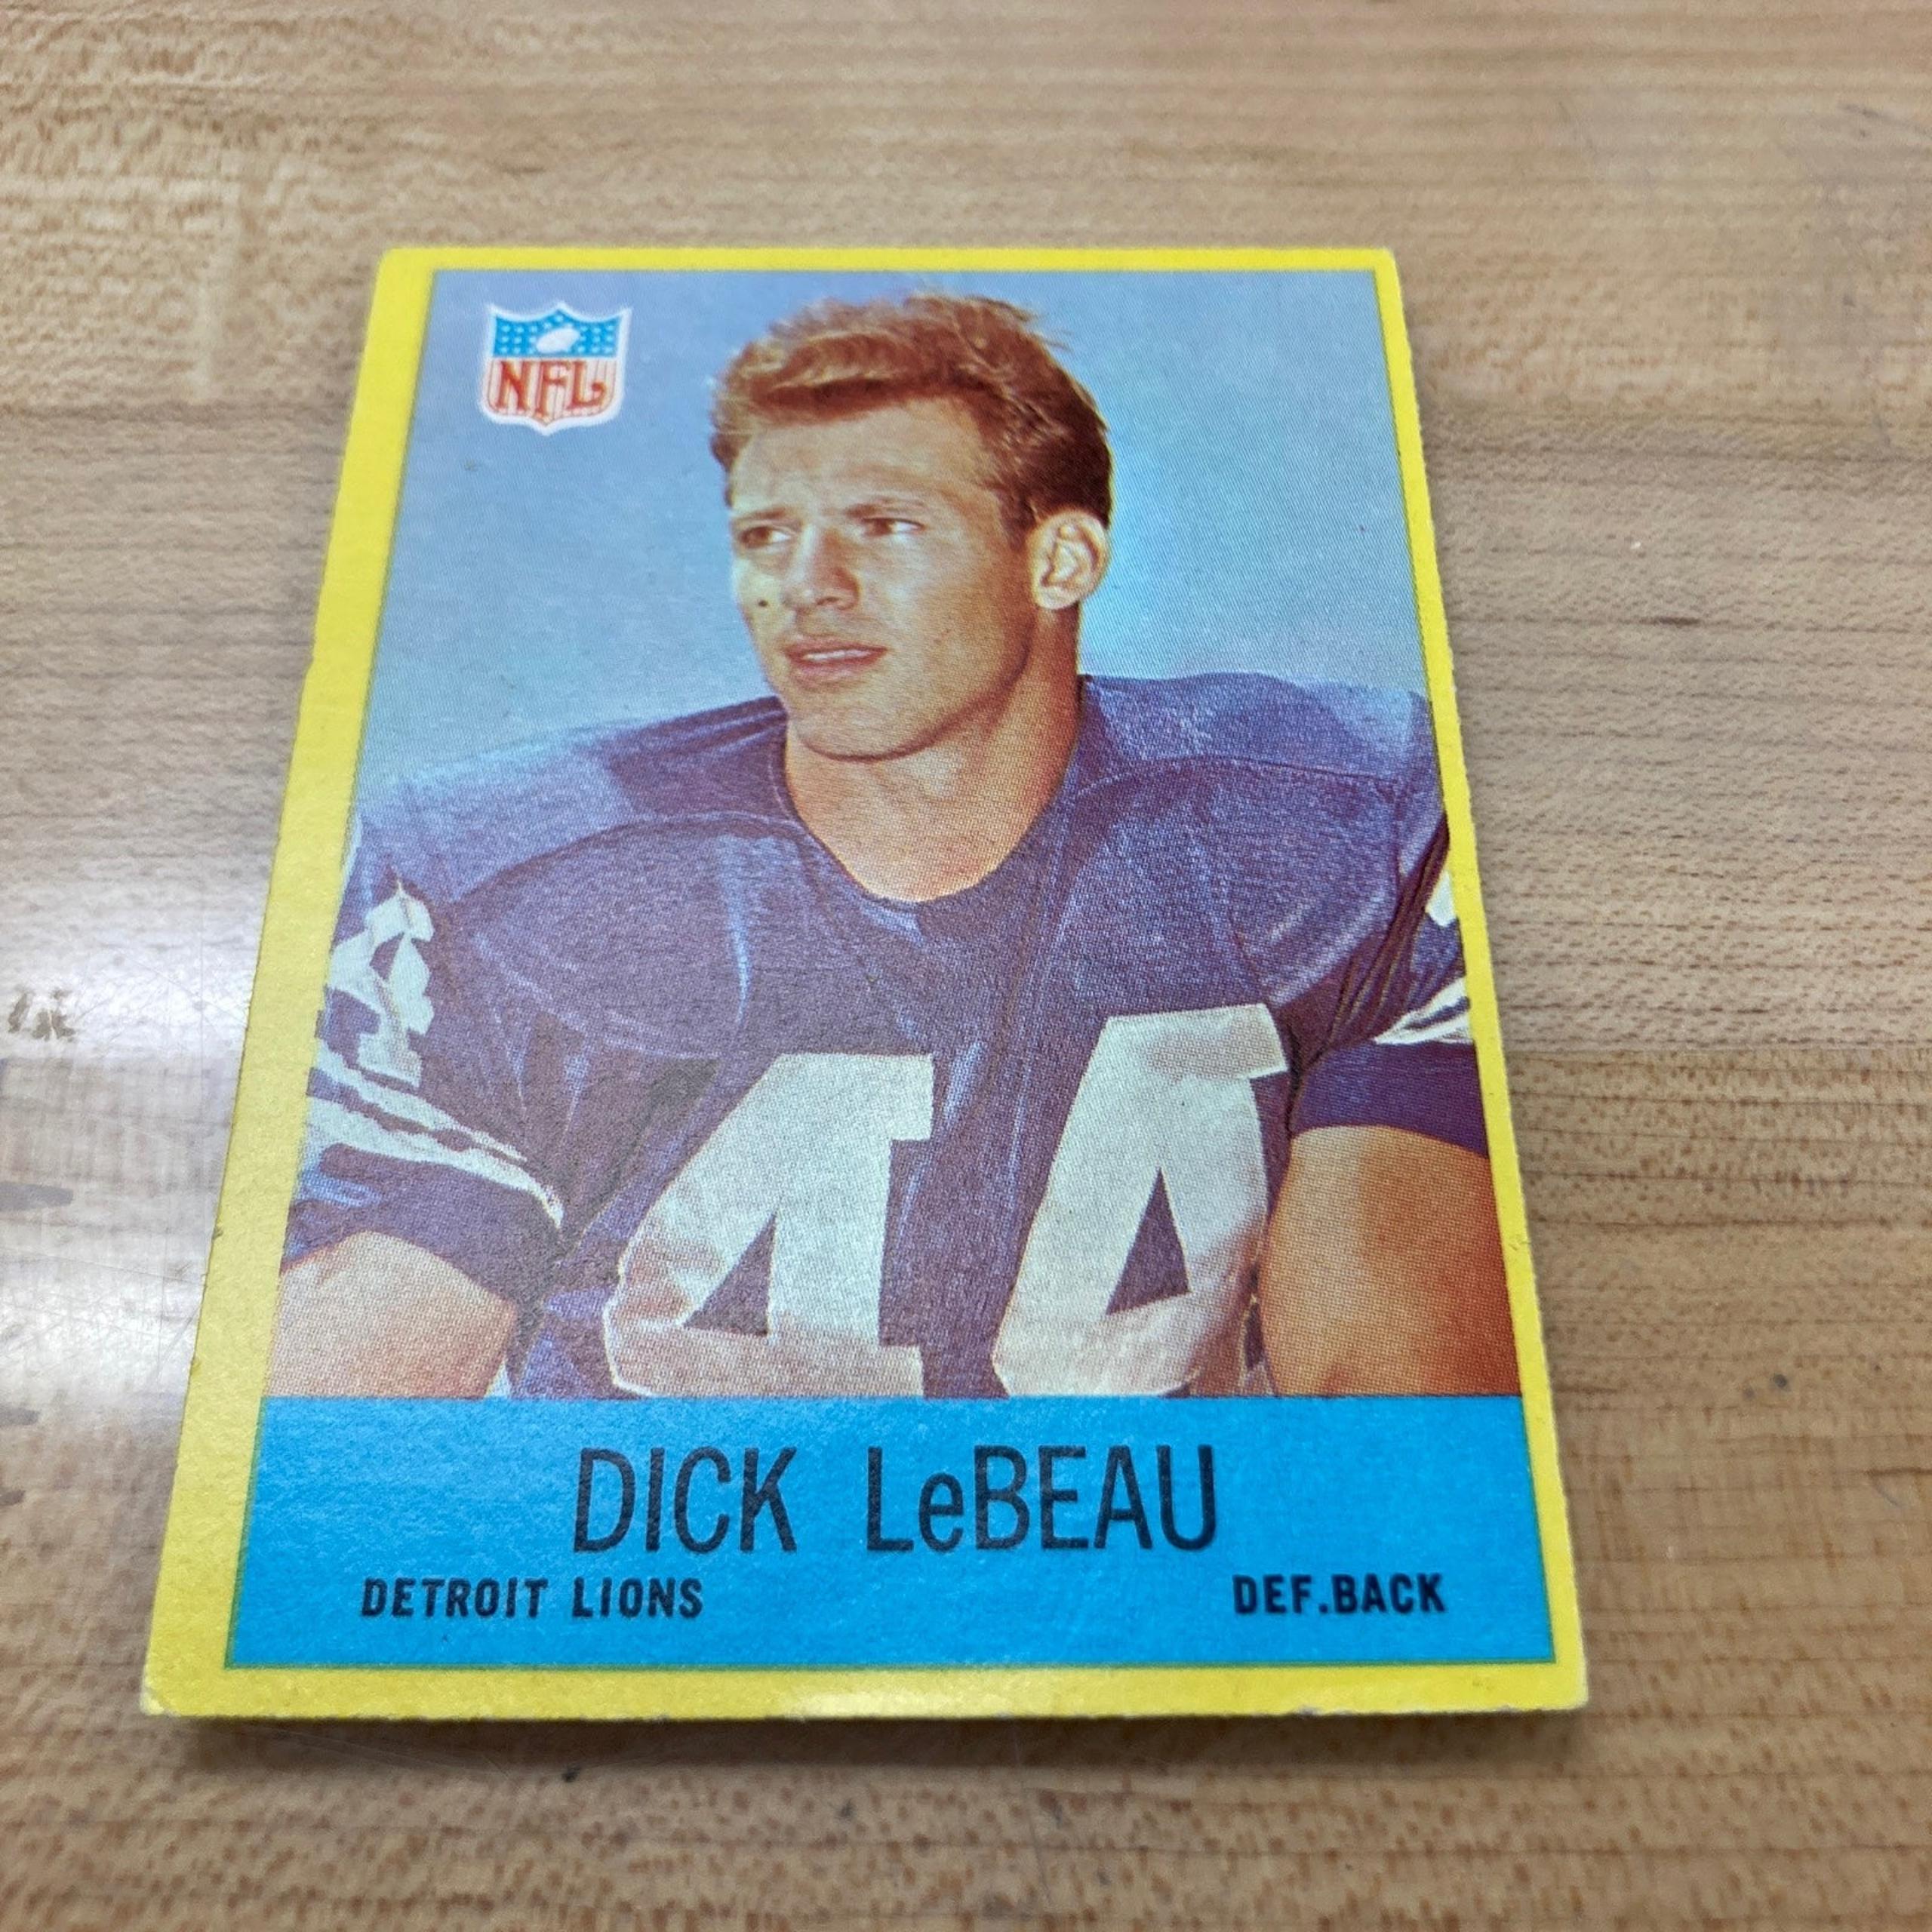 NFL
44
DICK LeBEAU
DETROIT LIONS DEF.BACK